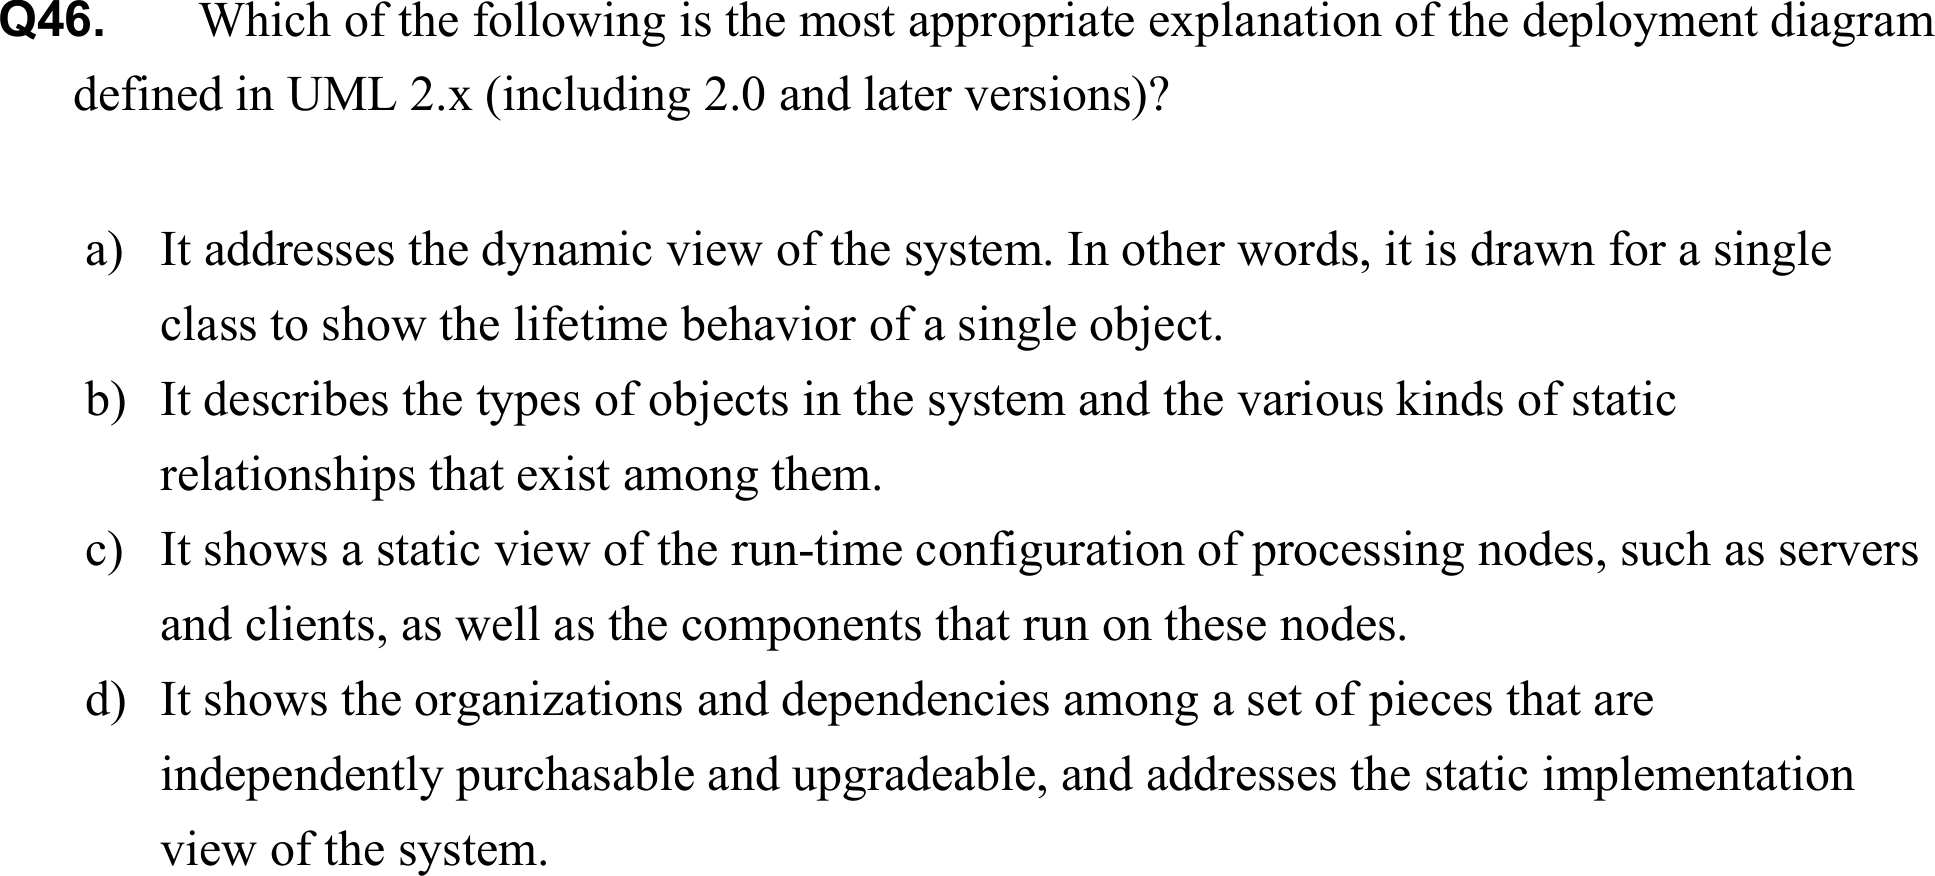 Q46. Which of the following is the most appropriate explanation of the deployment diagram
defined in UML 2.x (including 2.0 and later versions)?
a) It addresses the dynamic view of the system. In other words, it is drawn for a single
class to show the lifetime behavior of a single object.
b) It describes the types of objects in the system and the various kinds of static
relationships that exist among them.
c) It shows a static view of the run-time configuration of processing nodes, such as servers
and clients, as well as the components that run on these nodes.
d) It shows the organizations and dependencies among a set of pieces that are
independently purchasable and upgradeable, and addresses the static implementation
view of the system.